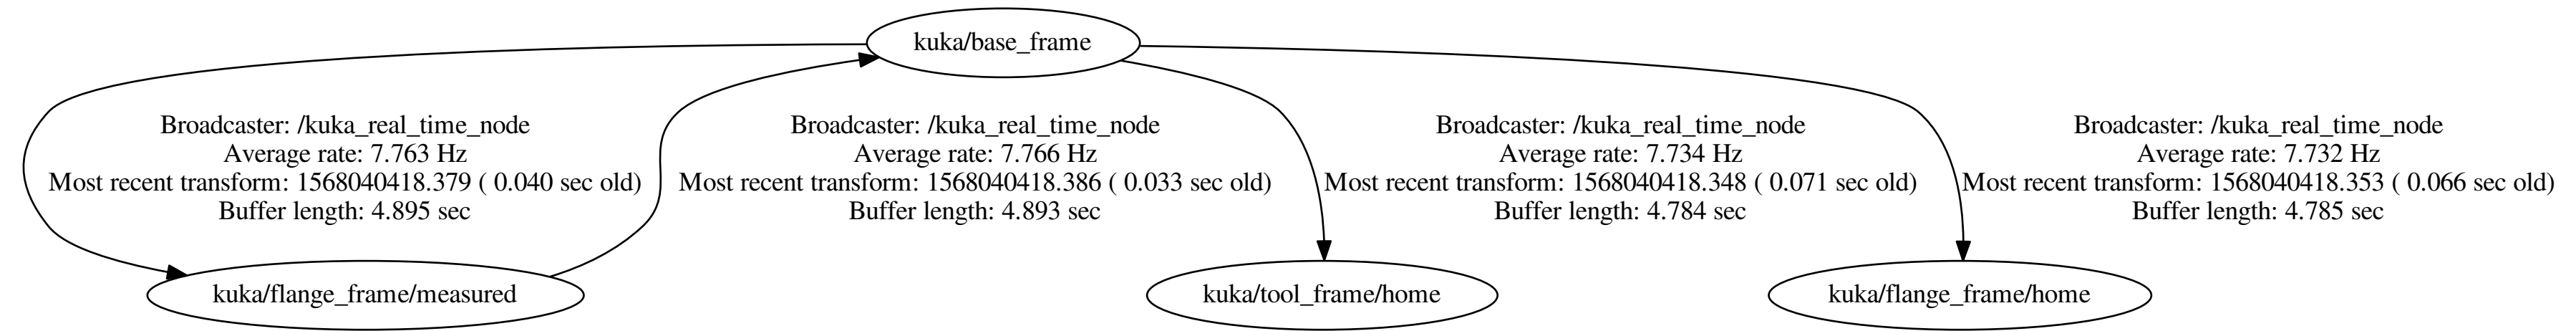 kuka/base_frame
Broadcaster: /kuka_real_time_node
Average rate: 7.763 Hz
Most recent transform: 1568040418.379 ( 0.040 sec old)
Buffer length: 4.895 sec
Broadcaster: /kuka_real_time_node
Average rate: 7.766 Hz
Most recent transform: 1568040418.386 ( 0.033 sec old)
Buffer length: 4.893 sec
Broadcaster: /kuka_real_time_node
Average rate: 7.734 Hz
Most recent transform: 1568040418.348 ( 0.071 sec old)
Buffer length: 4.784 sec
Broadcaster: /kuka_real_time_node
Average rate: 7.732 Hz
Most recent transform: 1568040418.353 ( 0.066 sec old)
Buffer length: 4.785 sec
kuka/flange_frame/measured
kuka/tool_frame/home
kuka/flange_frame/home